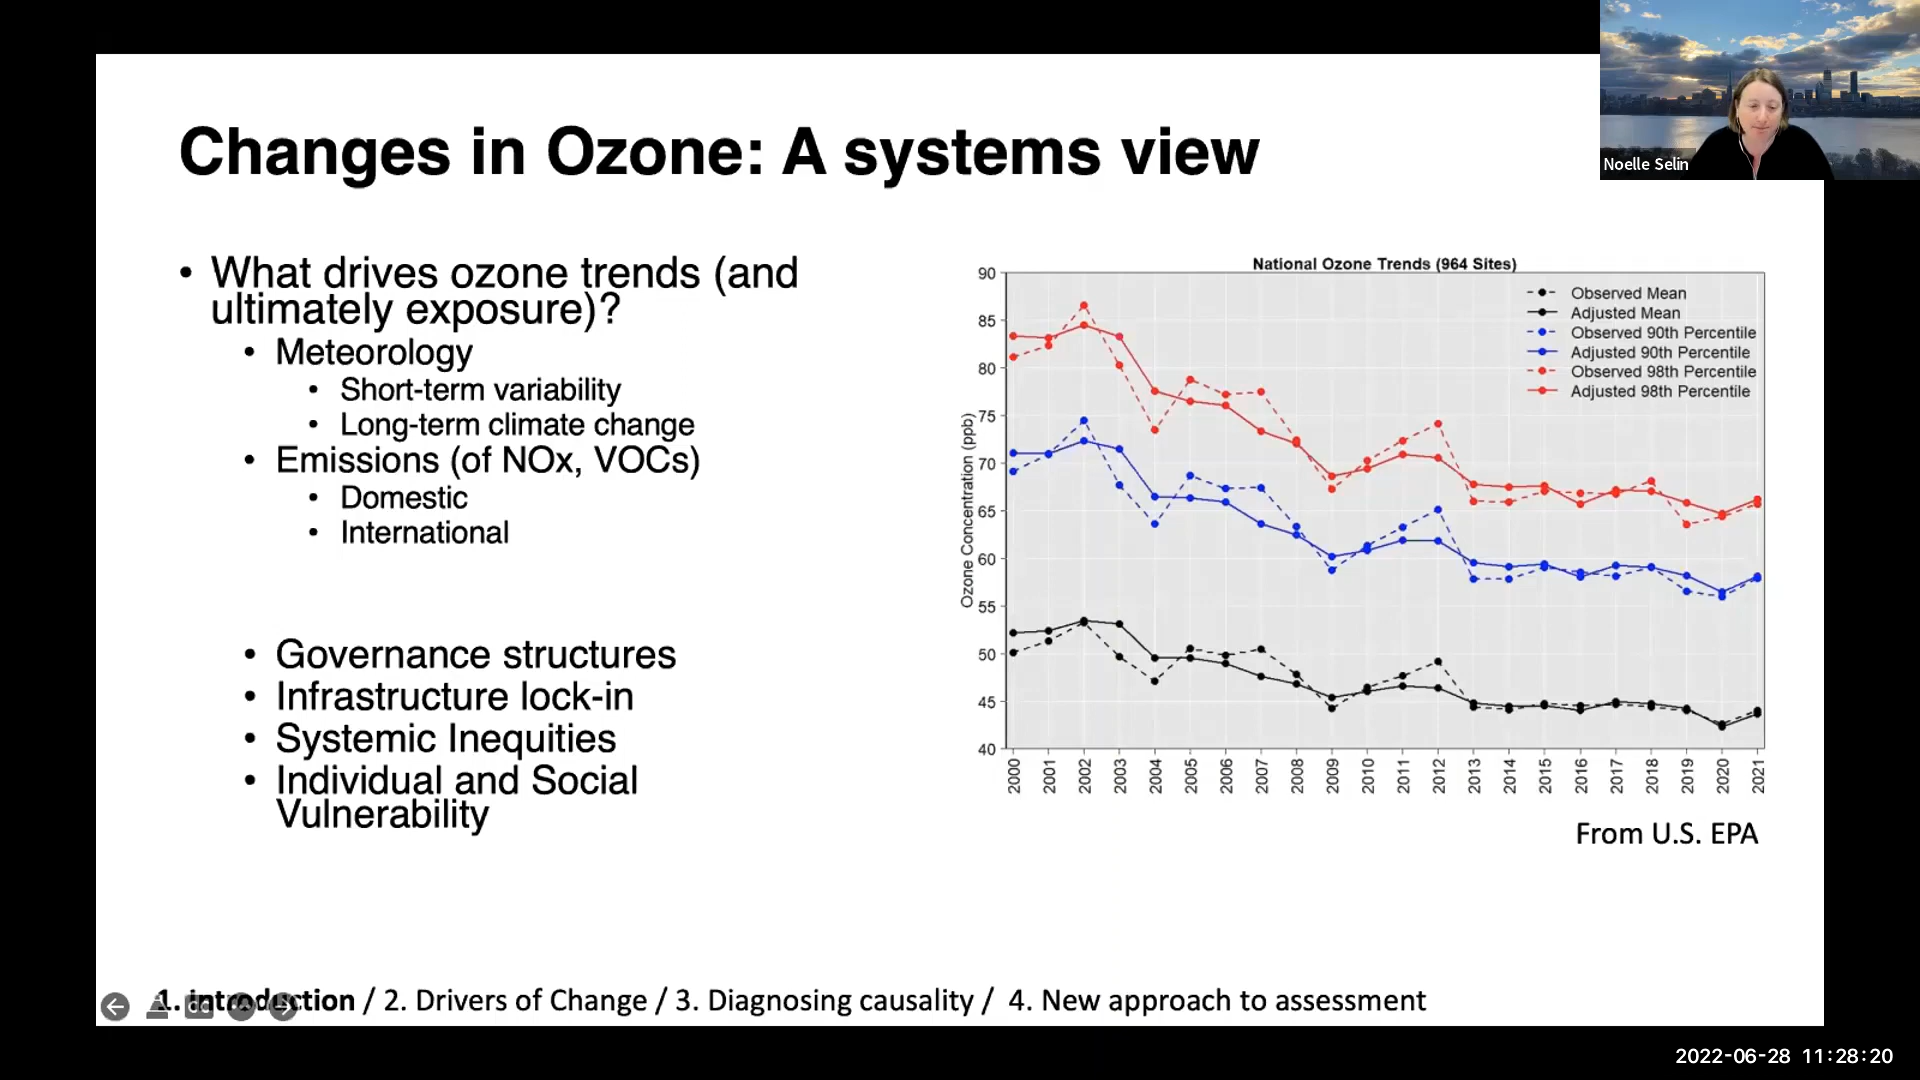 Noelle Selin
Changes in Ozone: A systems view
• What drives ozone trends (and
ultimately exposure)?
• Meteorology
• Short-term variability
• Long-term climate change
• Emissions (of NOx, VOCs)
• Domestic
• International
• Governance structures
• Infrastructure lock-in
• Systemic Inequities
• Individual and Social
Vulnerability
National Ozone Trends (964 Sites)
Observed Mean
Adjusted Mean
Observed 90th Percentile
Adjusted 90th Percentile
Observed 98th Percentile
Adjusted 98th Percentile
Ozone Concentration (ppb)
90
85
80
75
70
65
60
55
50
45
40
2000
2001
2002
2003
2004
2005
2006
2007
2008
2009
2010
2011
2012
2013
2014
2015
2016
2017
2018
2019
2020
2021
From U.S. EPA
1. introduction / 2. Drivers of Change / 3. Diagnosing causality / 4. New approach to assessment
CC
2022-06-28 11:28:20